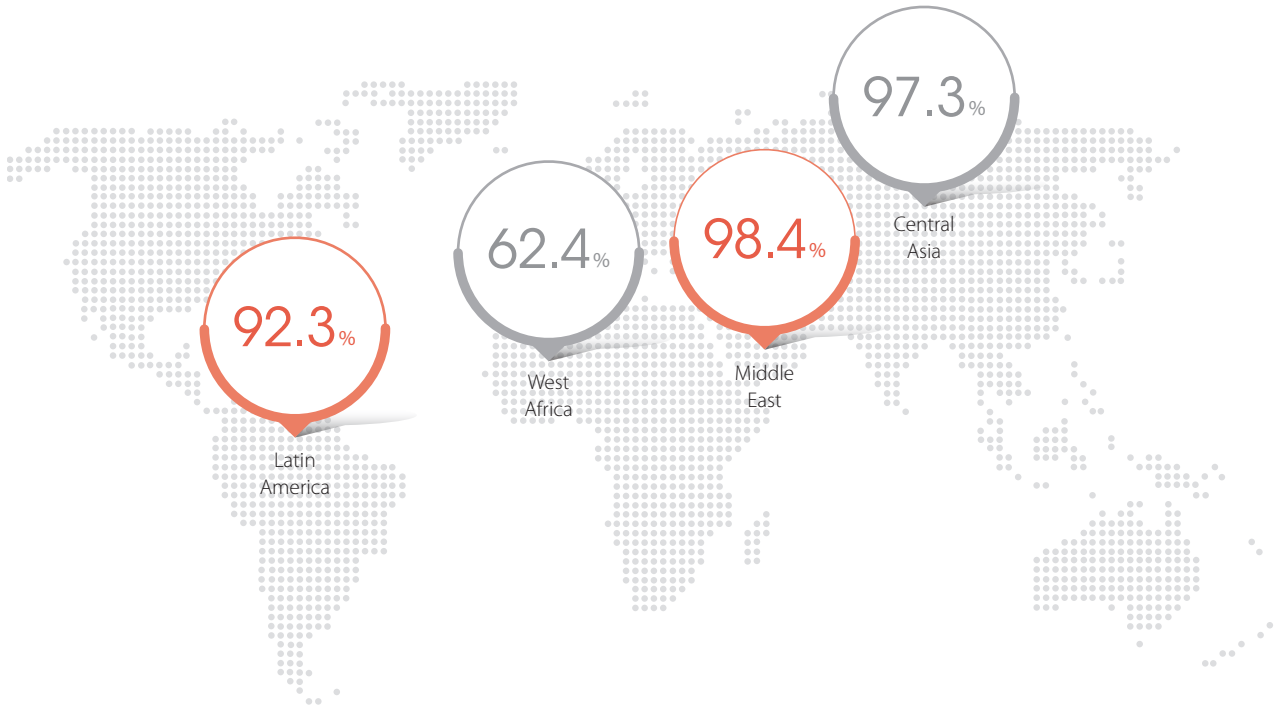 97.3%
Central
Asia
62.4%
West
Africa
98.4%
Middle
East
92.3%
Latin
America